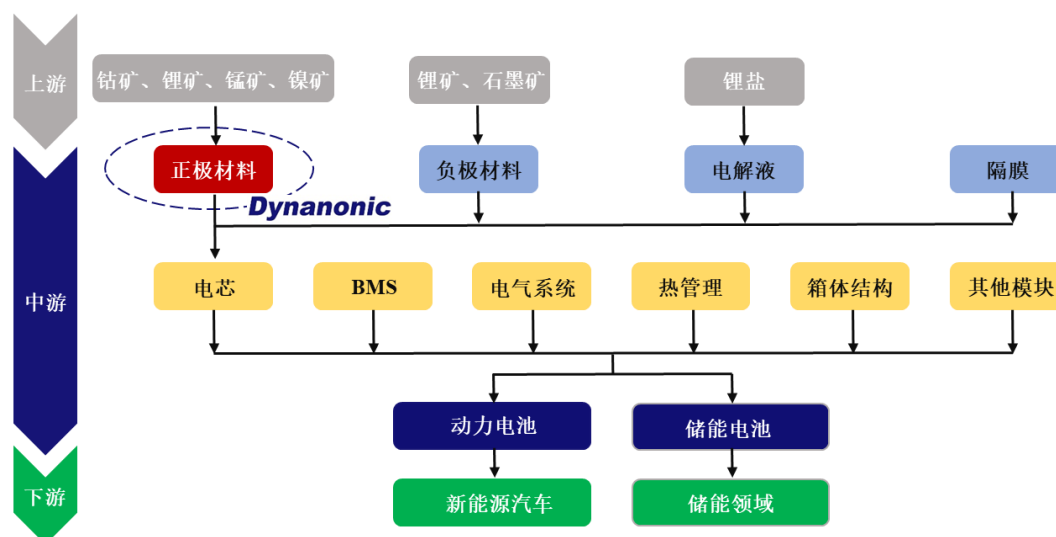 上游
钴矿、锂矿、锰矿、镍矿
锂矿、石墨矿
锂盐
中游
正极材料
负极材料
电解液
隔膜
Dynanonic
电芯
BMS
电气系统
热管理
箱体结构
其他模块
动力电池
储能电池
下游
新能源汽车
储能领域